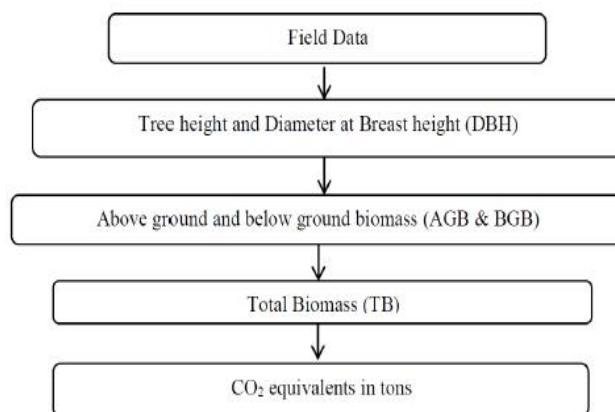 Field Data
Tree height and Diameter at Breast height (DBH)
Above ground and below ground biomass (AGB & BGB)
Total Biomass (TB)
CO₂ equivalents in tons